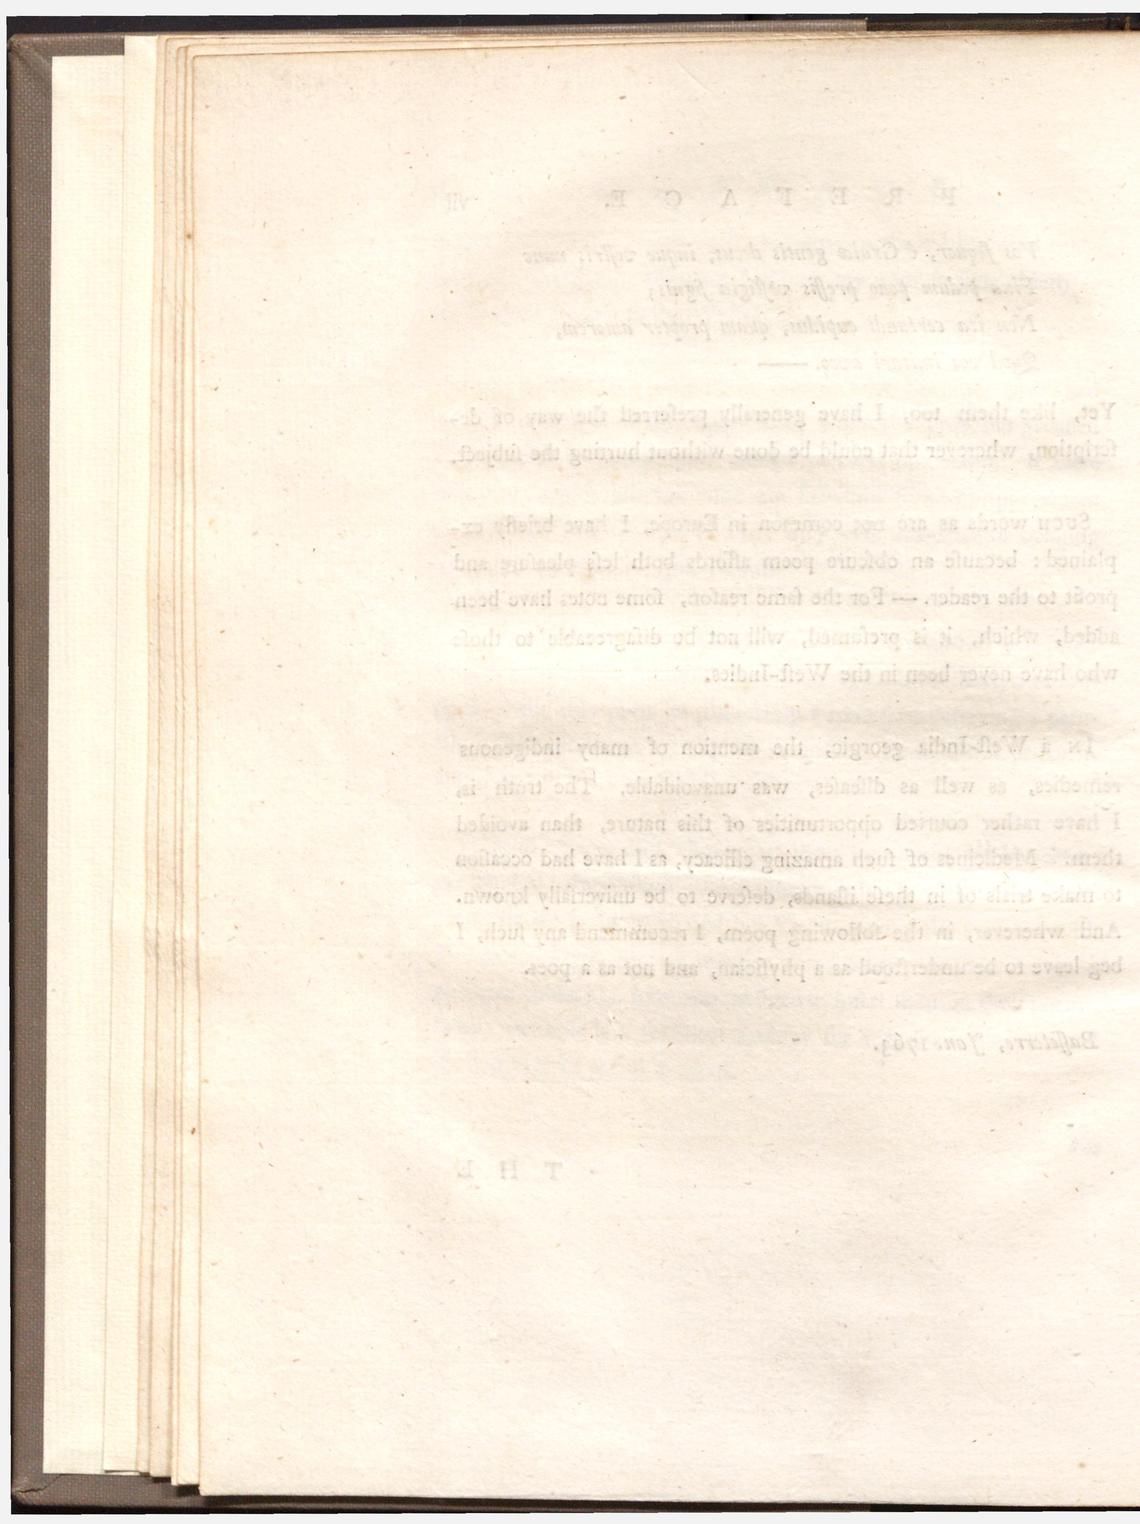 PREFACE. vii
Vos sequor, ô Graiæ gentis decus, inque vestris nunc
pedum pono pressis vestigia signis;
Non ita certandi cupidus, quam propter amorem,
Quod vos imitari aveo. ——
Yet, like them too, I have generally preferred the way of de-
ſcription, wherever that could be done without hurting the ſubject.
Such words as are not common in Europe, I have briefly ex-
plained: becauſe an obſcure poem affords both leſs pleaſure and
profit to the reader. — For the ſame reaſon, ſome notes have been
added, which, it is preſumed, will not be diſagreeable to thoſe
who have never been in the Weſt-Indies.
In a Weſt-India georgic, the mention of many indigenous
remedies, as well as diſeaſes, was unavoidable. The truth is,
I have rather courted opportunities of this nature, than avoided
them. Medicines of ſuch amazing efficacy, as I have had occaſion
to make trials of in theſe iſlands, deſerve to be univerſally known.
And wherever, in the following poem, I recommend any ſuch, I
beg leave to be underſtood as a phyſician, and not as a poet.
Baſſeterre, Jan. 1763.
THE